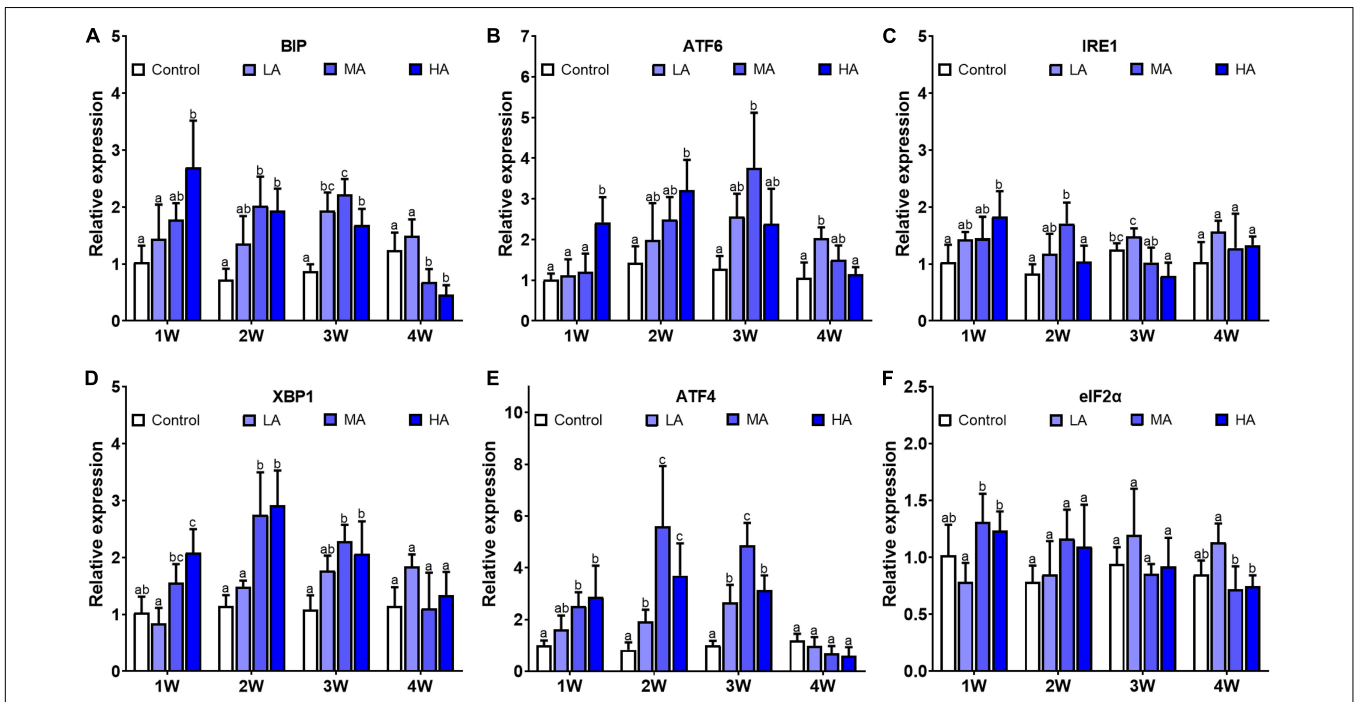 A
BIP
Control LA MA HA
Relative expression
5
4
3
2
1
0
a a ab b
a ab b b
a bc c b
a a b b
1W 2W 3W 4W
B
ATF6
Control LA MA HA
Relative expression
7
6
5
4
3
2
1
0
a a a b
a ab ab b
a ab b ab
a b ab a
1W 2W 3W 4W
C
IRE1
Control LA MA HA
Relative expression
5
4
3
2
1
0
a ab ab b
a ab b a
bc c ab a
a a a a
1W 2W 3W 4W
D
XBP1
Control LA MA HA
Relative expression
5
4
3
2
1
0
ab a bc c
a a b b
a ab b b
a a a a
1W 2W 3W 4W
E
ATF4
Control LA MA HA
Relative expression
10
8
6
4
2
0
a ab b b
a b c c
a b c b
a a a a
1W 2W 3W 4W
F
eIF2α
Control LA MA HA
Relative expression
2.5
2.0
1.5
1.0
0.5
0.0
ab a b b
a a a a
a a a a
ab a b b
1W 2W 3W 4W